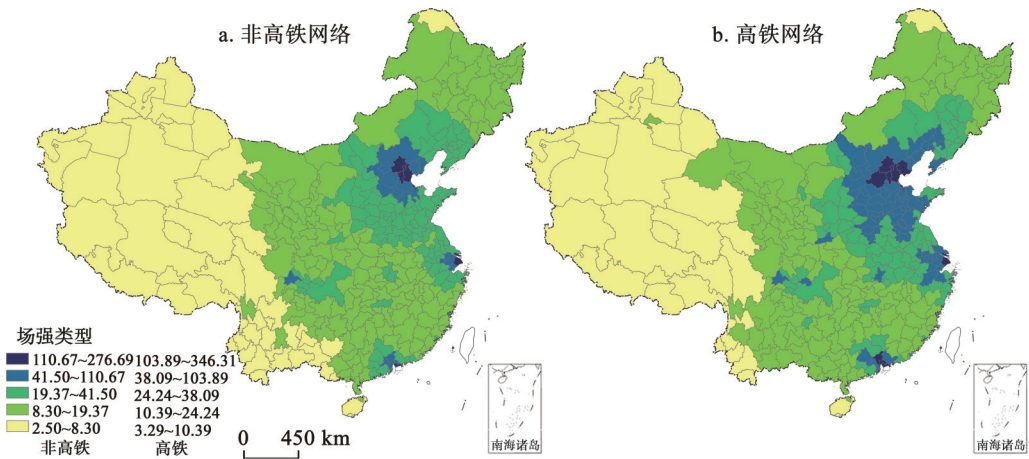 a. 非高铁网络
b. 高铁网络
场强类型
110.67~276.69 103.89~346.31
41.50~110.67 38.09~103.89
19.37~41.50 24.24~38.09
8.30~19.37 10.39~24.24
2.50~8.30 3.29~10.39
非高铁 高铁
0 450 km
南海诸岛
南海诸岛